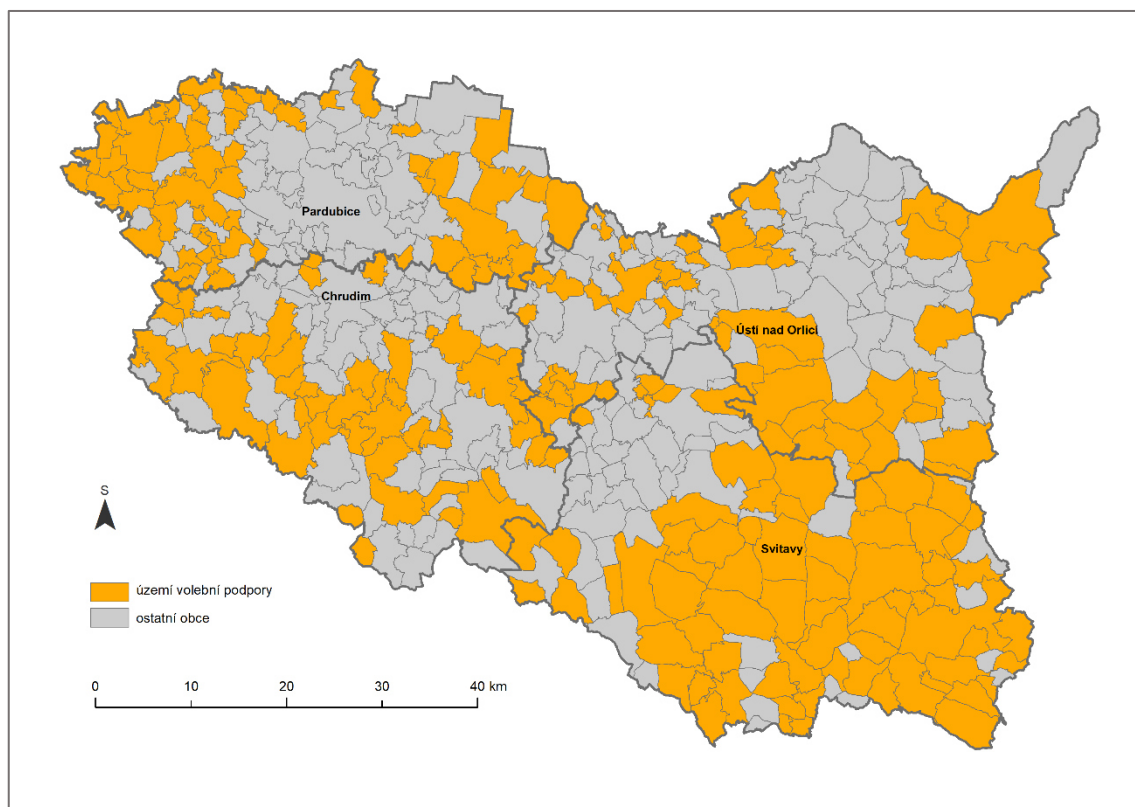 Pardubice
Chrudim
Ústí nad Orlicí
Svitavy
S
území volební podpory
ostatní obce
0 10 20 30 40 km